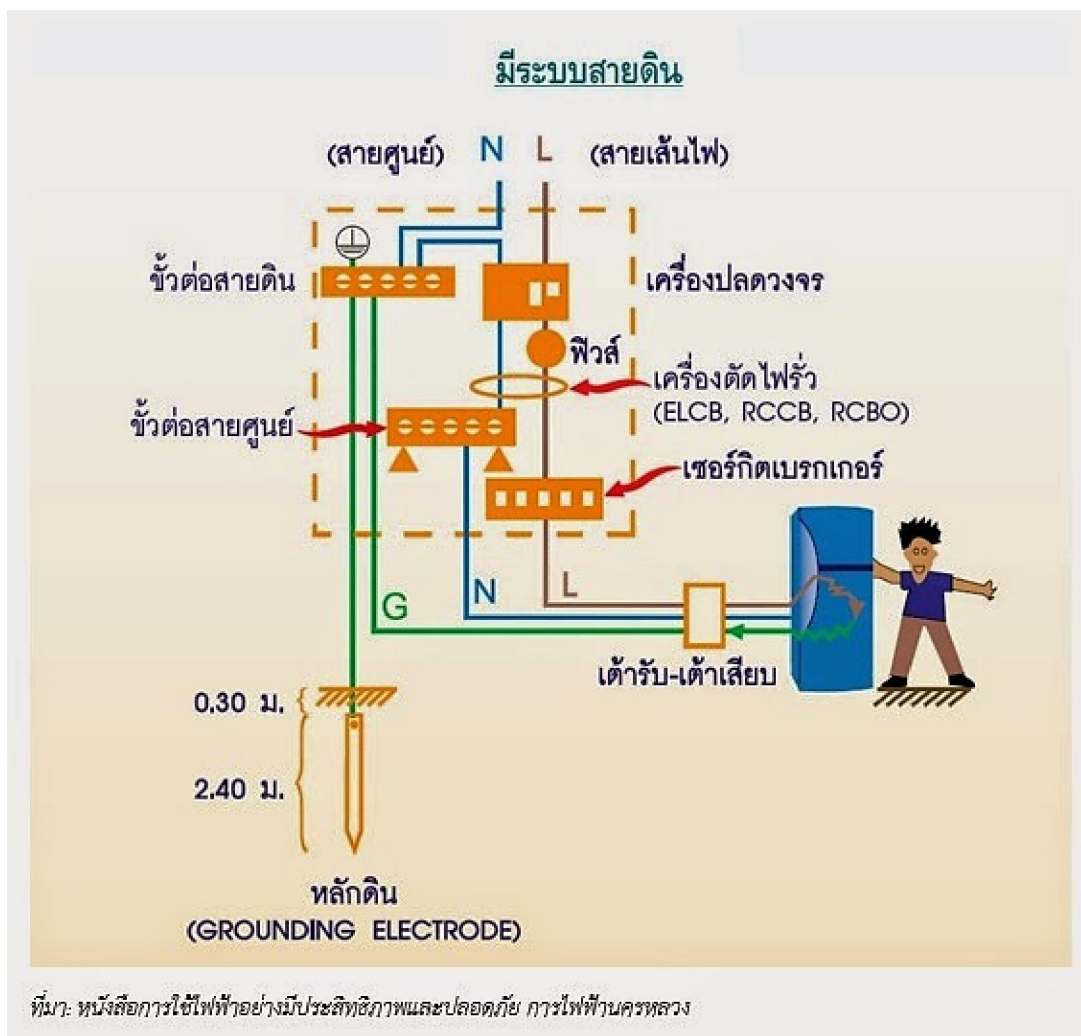 มีระบบสายดิน
(สายศูนย์) N L (สายเส้นไฟ)
ขั้วต่อสายดิน
เครื่องปลดวงจร
ฟิวส์
เครื่องตัดไฟรั่ว
(ELCB, RCCB, RCBO)
ขั้วต่อสายศูนย์
เซอร์กิตเบรกเกอร์
G N L
เต้ารับ-เต้าเสียบ
0.30 ม.
2.40 ม.
หลักดิน
(GROUNDING ELECTRODE)
ที่มา: หนังสือการใช้ไฟฟ้าอย่างมีประสิทธิภาพและปลอดภัย การไฟฟ้านครหลวง